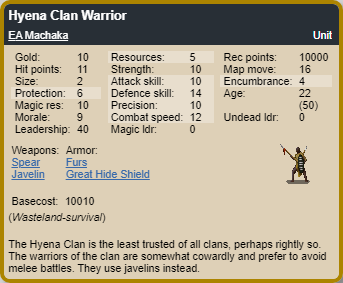 Hyena Clan Warrior
EA Machaka Unit
Gold: 10 Resources: 5 Rec points: 10000
Hit points: 11 Strength: 10 Map move: 16
Size: 2 Attack skill: 10 Encumbrance: 4
Protection: 6 Defence skill: 14 Age: 22
Magic res: 10 Precision: 10 (50)
Morale: 9 Combat speed: 12 Undead ldr: 0
Leadership: 40 Magic ldr: 0
Weapons: Armor:
Spear Furs
Javelin Great Hide Shield
Basecost: 10010
(Wasteland-survival)
The Hyena Clan is the least trusted of all clans, perhaps rightly so.
The warriors of the clan are somewhat cowardly and prefer to avoid
melee battles. They use javelins instead.